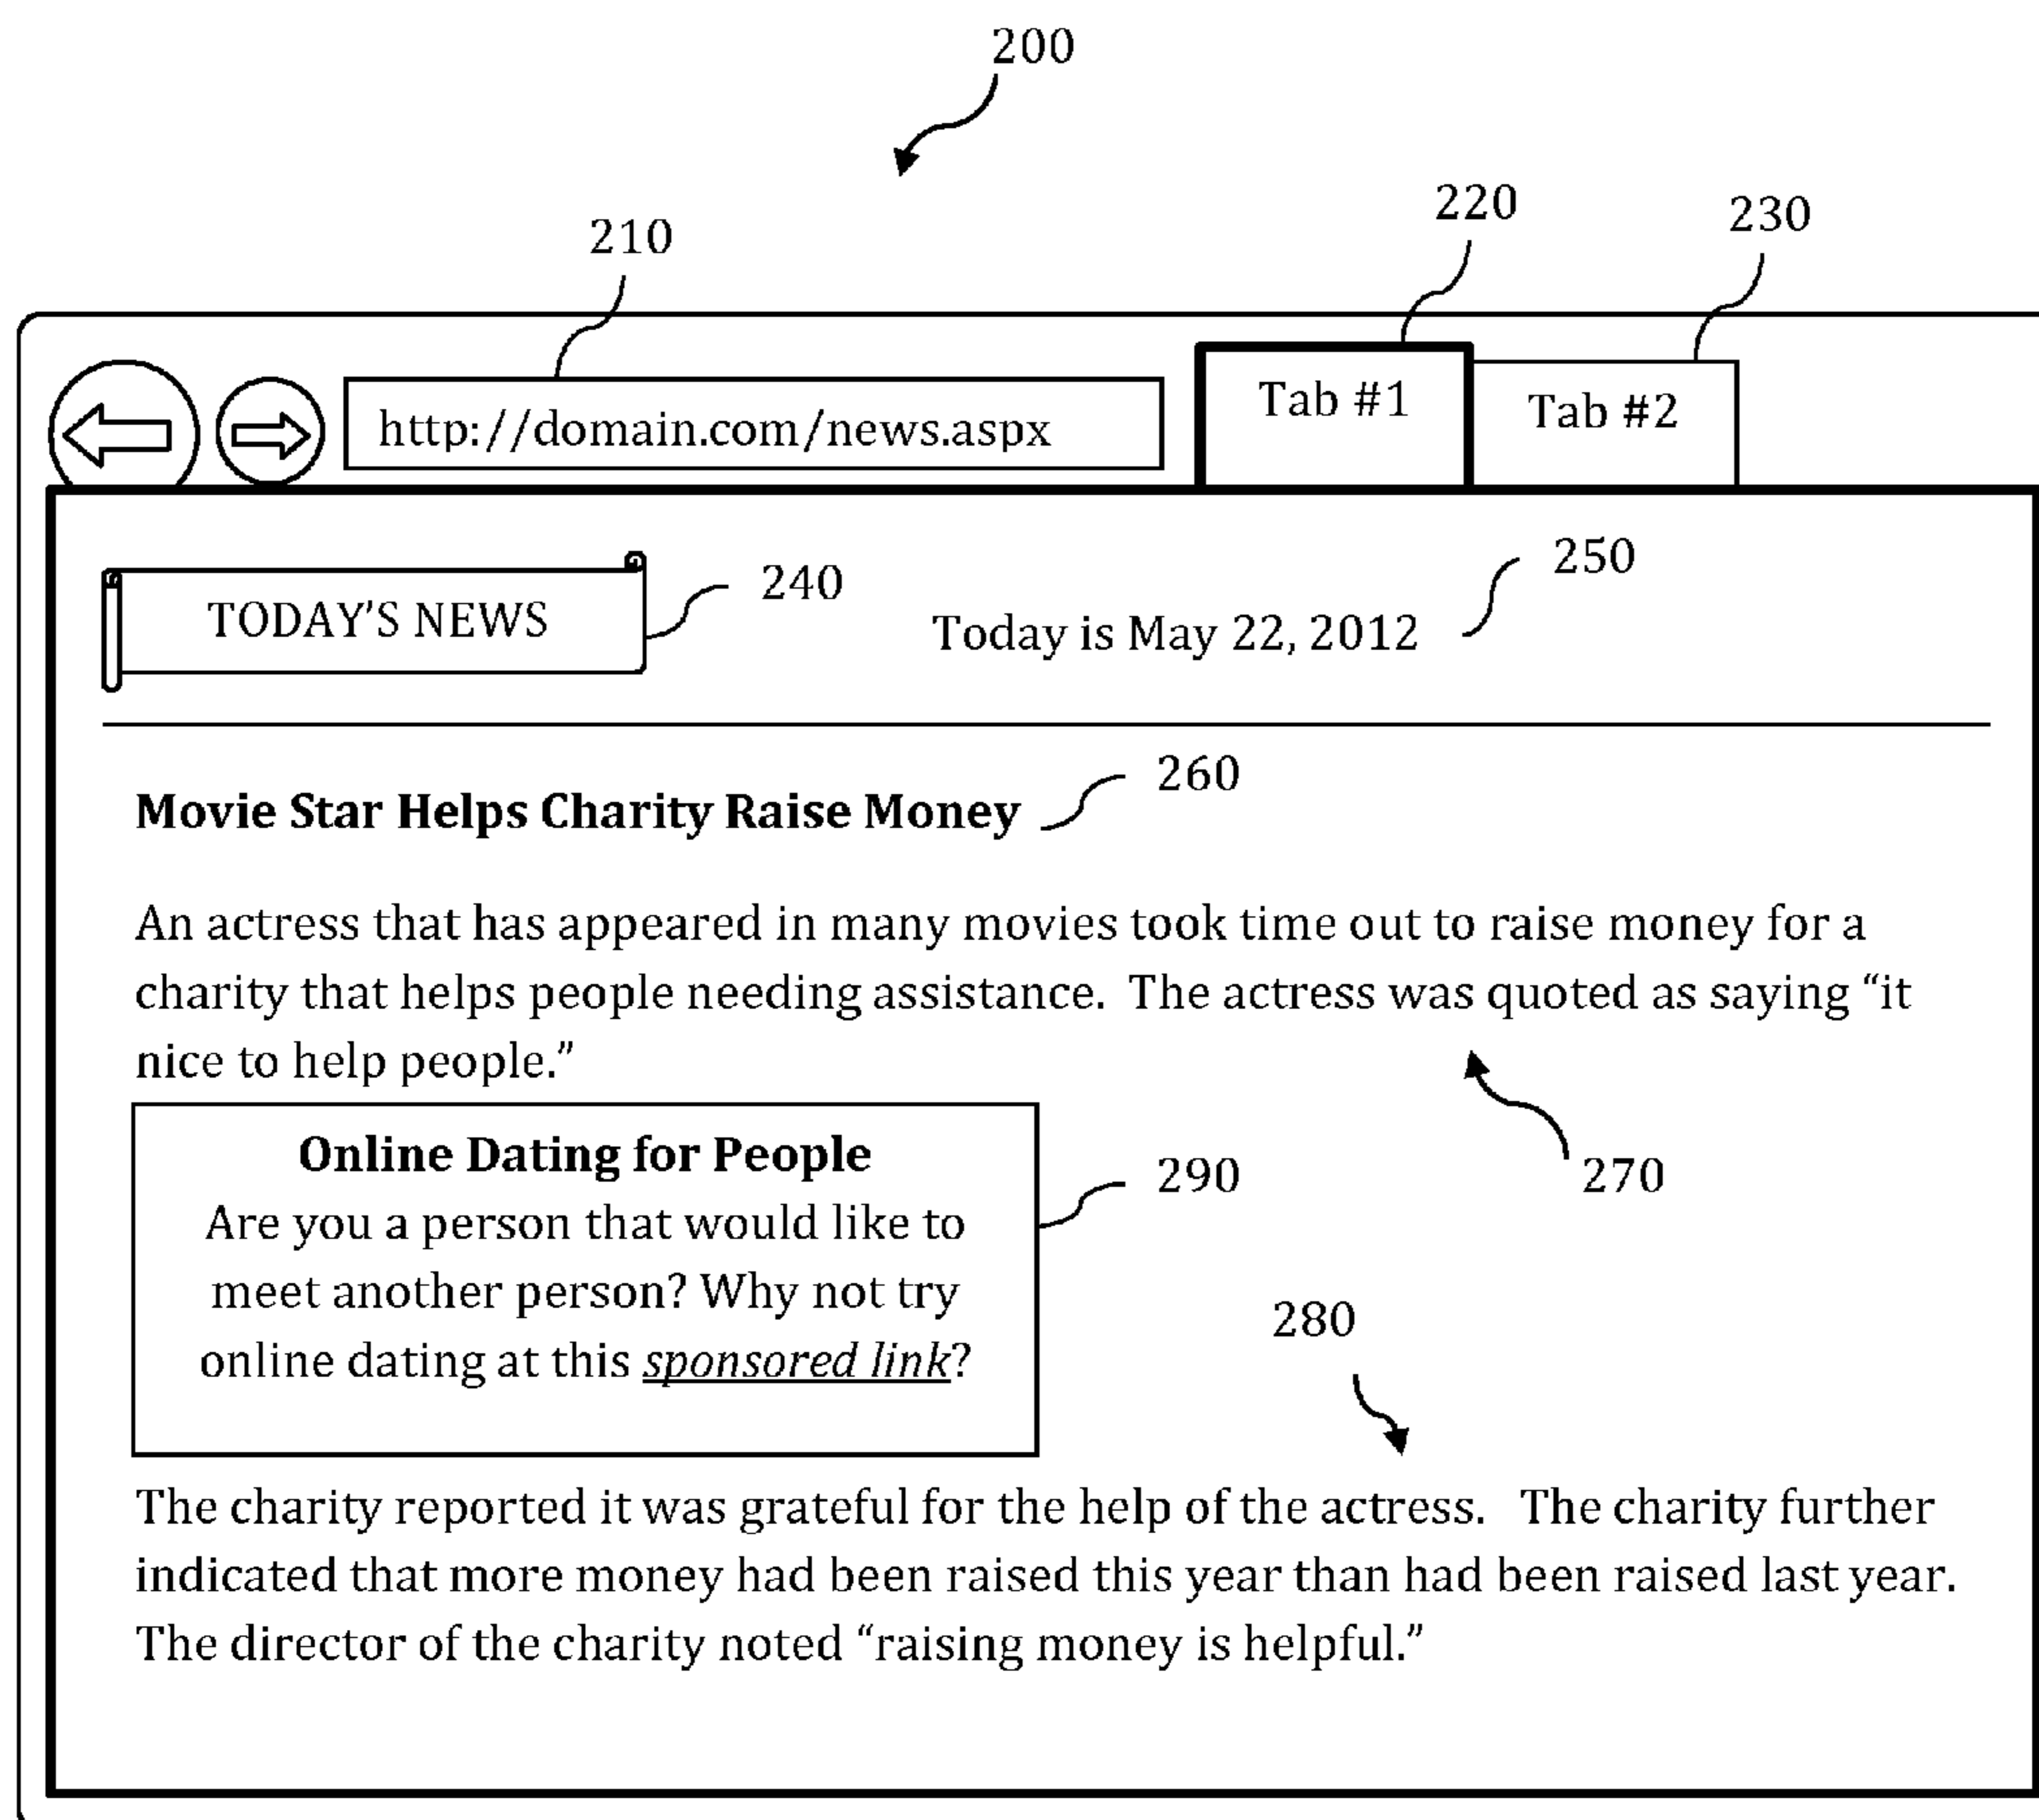 200
210
220
230
http://domain.com/news.aspx
Tab #1
Tab #2
TODAY'S NEWS
240
Today is May 22, 2012
250
Movie Star Helps Charity Raise Money
260
An actress that has appeared in many movies took time out to raise money for a
charity that helps people needing assistance.  The actress was quoted as saying “it
nice to help people.”
270
Online Dating for People
Are you a person that would like to
meet another person? Why not try
online dating at this sponsored link?
290
280
The charity reported it was grateful for the help of the actress.   The charity further
indicated that more money had been raised this year than had been raised last year.
The director of the charity noted “raising money is helpful.”